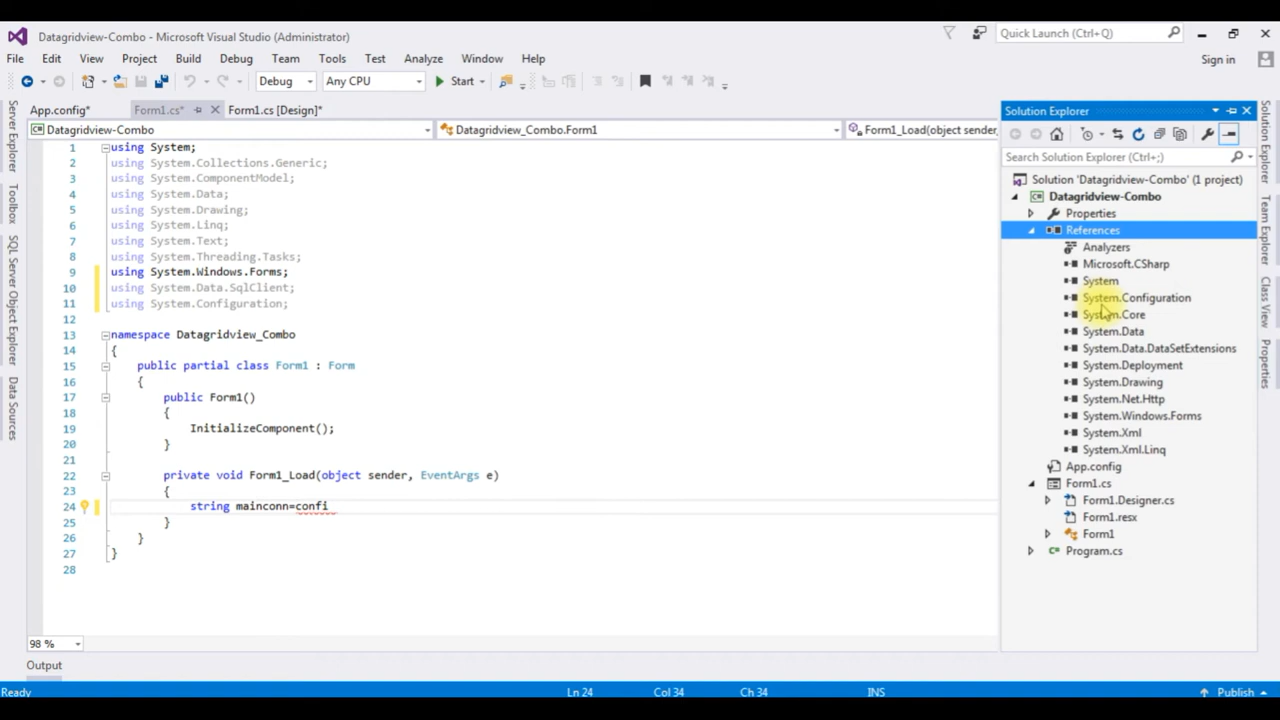 Datagridview-Combo - Microsoft Visual Studio (Administrator)
Quick Launch (Ctrl+Q)
File Edit View Project Build Debug Team Tools Test Analyze Window Help
Sign in
Debug Any CPU Start
App.config* Form1.cs* Form1.cs [Design]*
Datagridview-Combo Datagridview_Combo.Form1 Form1_Load(object sender,
1 using System;
2 using System.Collections.Generic;
3 using System.ComponentModel;
4 using System.Data;
5 using System.Drawing;
6 using System.Linq;
7 using System.Text;
8 using System.Threading.Tasks;
9 using System.Windows.Forms;
10 using System.Data.SqlClient;
11 using System.Configuration;
12
13 namespace Datagridview_Combo
14 {
15 public partial class Form1 : Form
16 {
17 public Form1()
18 {
19 InitializeComponent();
20 }
21
22 private void Form1_Load(object sender, EventArgs e)
23 {
24 string mainconn=confi
25 }
26 }
27 }
28
98 %
Output
Ready Ln 24 Col 34 Ch 34 INS Publish
Server Explorer
Toolbox
SQL Server Object Explorer
Data Sources
Solution Explorer
Search Solution Explorer (Ctrl+;)
Solution 'Datagridview-Combo' (1 project)
Datagridview-Combo
Properties
References
Analyzers
Microsoft.CSharp
System
System.Configuration
System.Core
System.Data
System.Data.DataSetExtensions
System.Deployment
System.Drawing
System.Net.Http
System.Windows.Forms
System.Xml
System.Xml.Linq
App.config
Form1.cs
Form1.Designer.cs
Form1.resx
Form1
Program.cs
Solution Explorer
Team Explorer
Class View
Properties